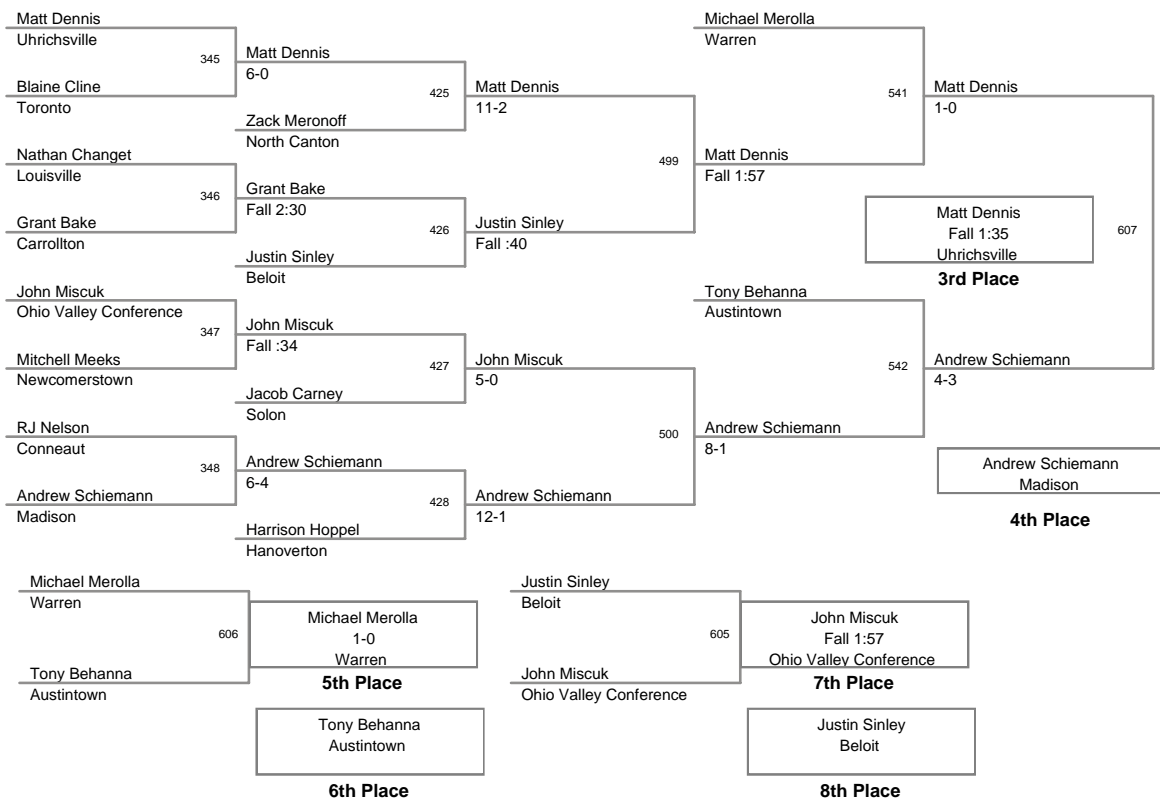 Matt Dennis
Uhrichsville
345
Blaine Cline
Toronto
Matt Dennis
6-0
425
Zack Meronoff
North Canton
Matt Dennis
11-2
Nathan Changet
Louisville
346
Grant Bake
Carrollton
Grant Bake
Fall 2:30
426
Justin Sinley
Beloit
Justin Sinley
Fall :40
499
Matt Dennis
Fall 1:57
Michael Merolla
Warren
541
Matt Dennis
1-0
John Miscuk
Ohio Valley Conference
347
Mitchell Meeks
Newcomerstown
John Miscuk
Fall :34
427
Jacob Carney
Solon
John Miscuk
5-0
RJ Nelson
Conneaut
348
Andrew Schiemann
Madison
Andrew Schiemann
6-4
428
Harrison Hoppel
Hanoverton
Andrew Schiemann
12-1
500
Andrew Schiemann
8-1
Tony Behanna
Austintown
542
Andrew Schiemann
4-3
607
Matt Dennis
Fall 1:35
Uhrichsville
3rd Place
Andrew Schiemann
Madison
4th Place
Michael Merolla
Warren
606
Tony Behanna
Austintown
Michael Merolla
1-0
Warren
5th Place
Tony Behanna
Austintown
6th Place
Justin Sinley
Beloit
605
John Miscuk
Ohio Valley Conference
John Miscuk
Fall 1:57
Ohio Valley Conference
7th Place
Justin Sinley
Beloit
8th Place